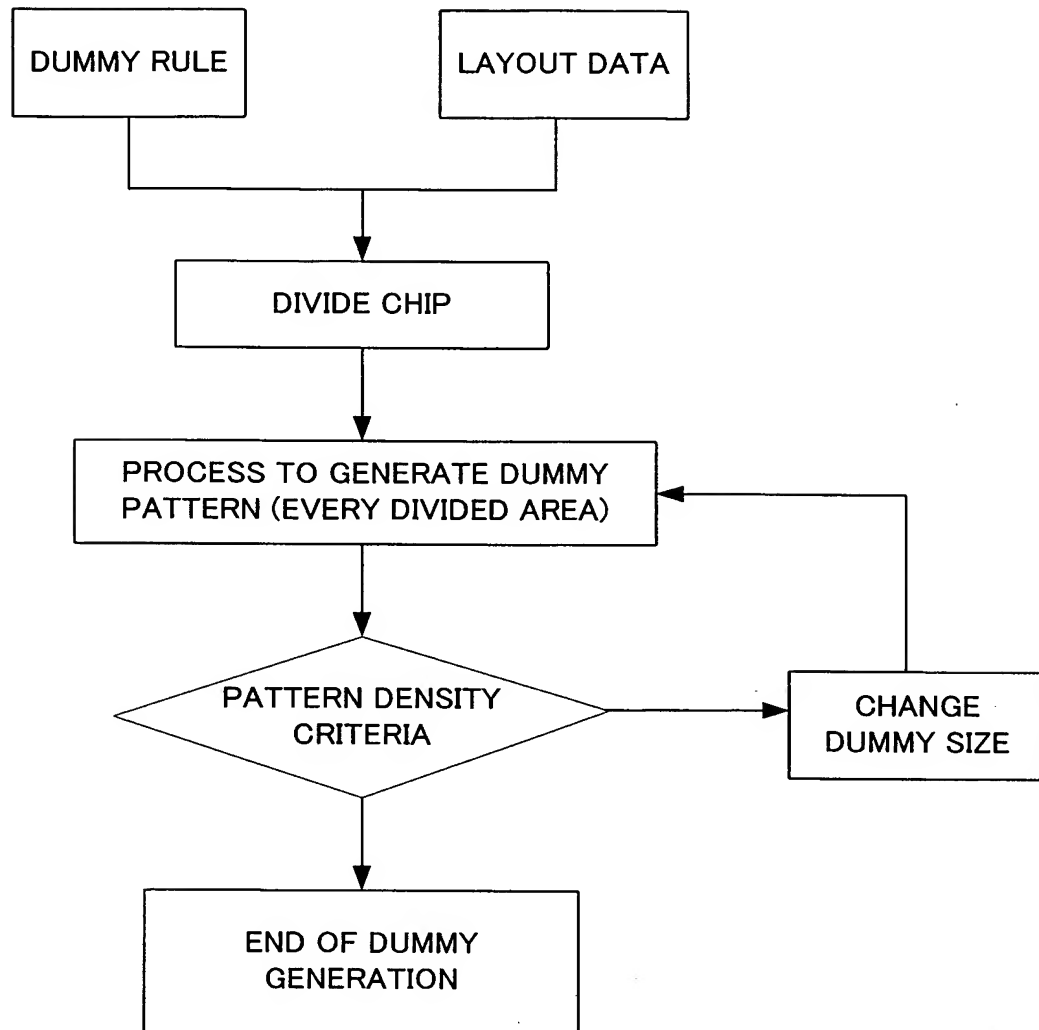 DUMMY RULE
LAYOUT DATA
DIVIDE CHIP
PROCESS TO GENERATE DUMMY
PATTERN (EVERY DIVIDED AREA)
PATTERN DENSITY
CRITERIA
CHANGE
DUMMY SIZE
END OF DUMMY
GENERATION